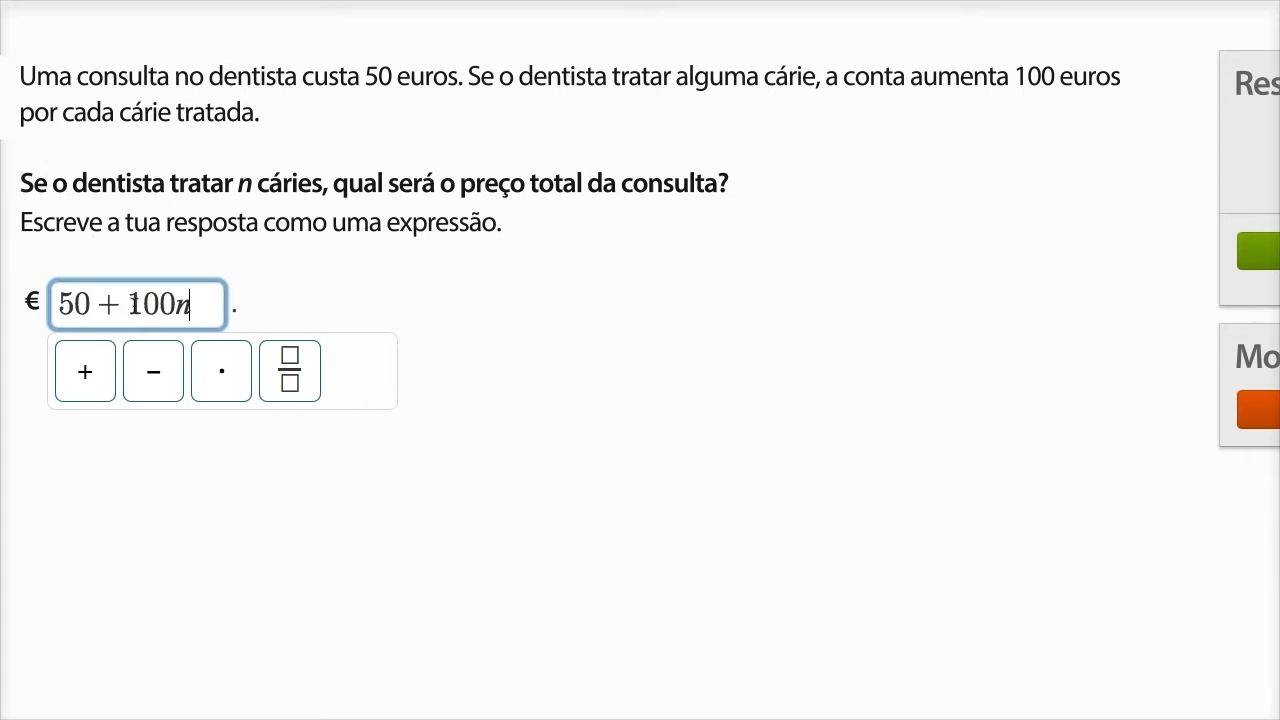 Uma consulta no dentista custa 50 euros. Se o dentista tratar alguma cárie, a conta aumenta 100 euros
por cada cárie tratada.
Se o dentista tratar n cáries, qual será o preço total da consulta?
Escreve a tua resposta como uma expressão.
€ 50 + 100n .
+ − · □/□